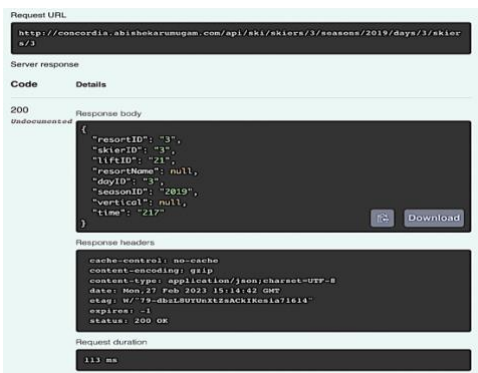 Request URL
http://concordia.abishekarumugam.com/api/ski/skiers/3/seasons/2019/days/3/skier
s/3
Server response
Code Details
200
Undocumented
Response body
{
"resortID": "3",
"skierID": "3",
"liftID": "21",
"resortName": null,
"dayID": "3",
"seasonID": "2019",
"vertical": null,
"time": "217"
}
Download
Response headers
cache-control: no-cache
content-encoding: gzip
content-type: application/json;charset=UTF-8
date: Mon,27 Feb 2023 15:14:42 GMT
etag:
expires: -1
status: 200 OK
Request duration
113 ms